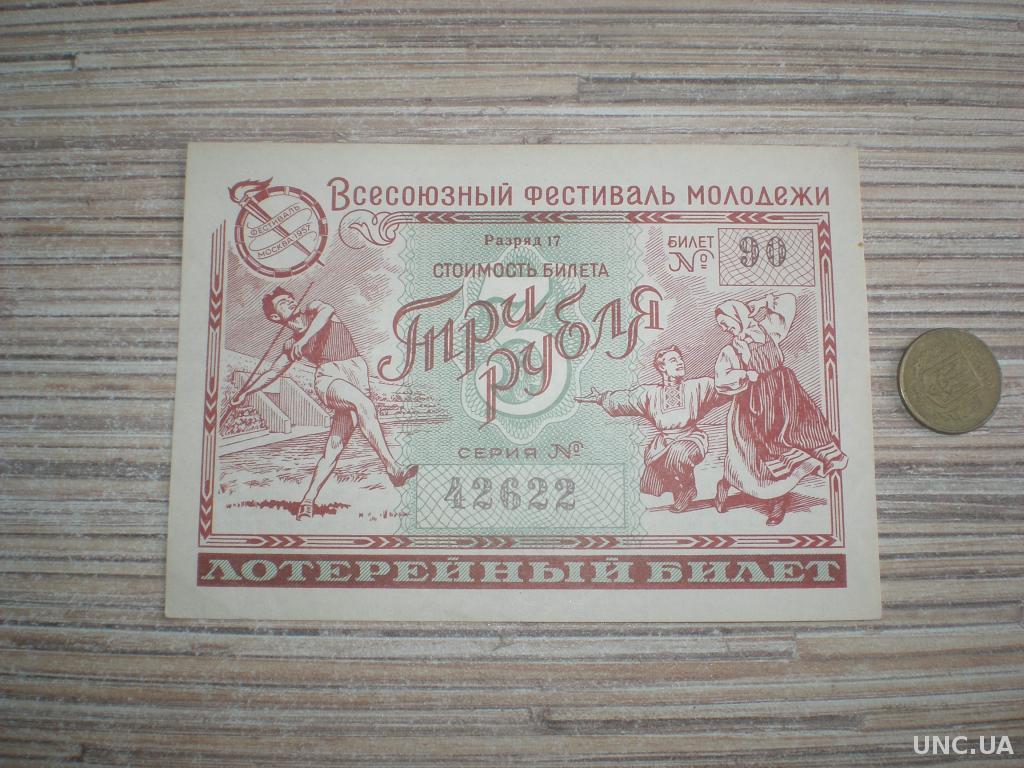 Всесоюзный фестиваль молодежи
ФЕСТИВАЛЬ
МОСКВА 1957
Разряд 17
БИЛЕТ № 90
СТОИМОСТЬ БИЛЕТА
3
Три рубля
СЕРИЯ №
42622
ЛОТЕРЕЙНЫЙ БИЛЕТ
UNC.UA